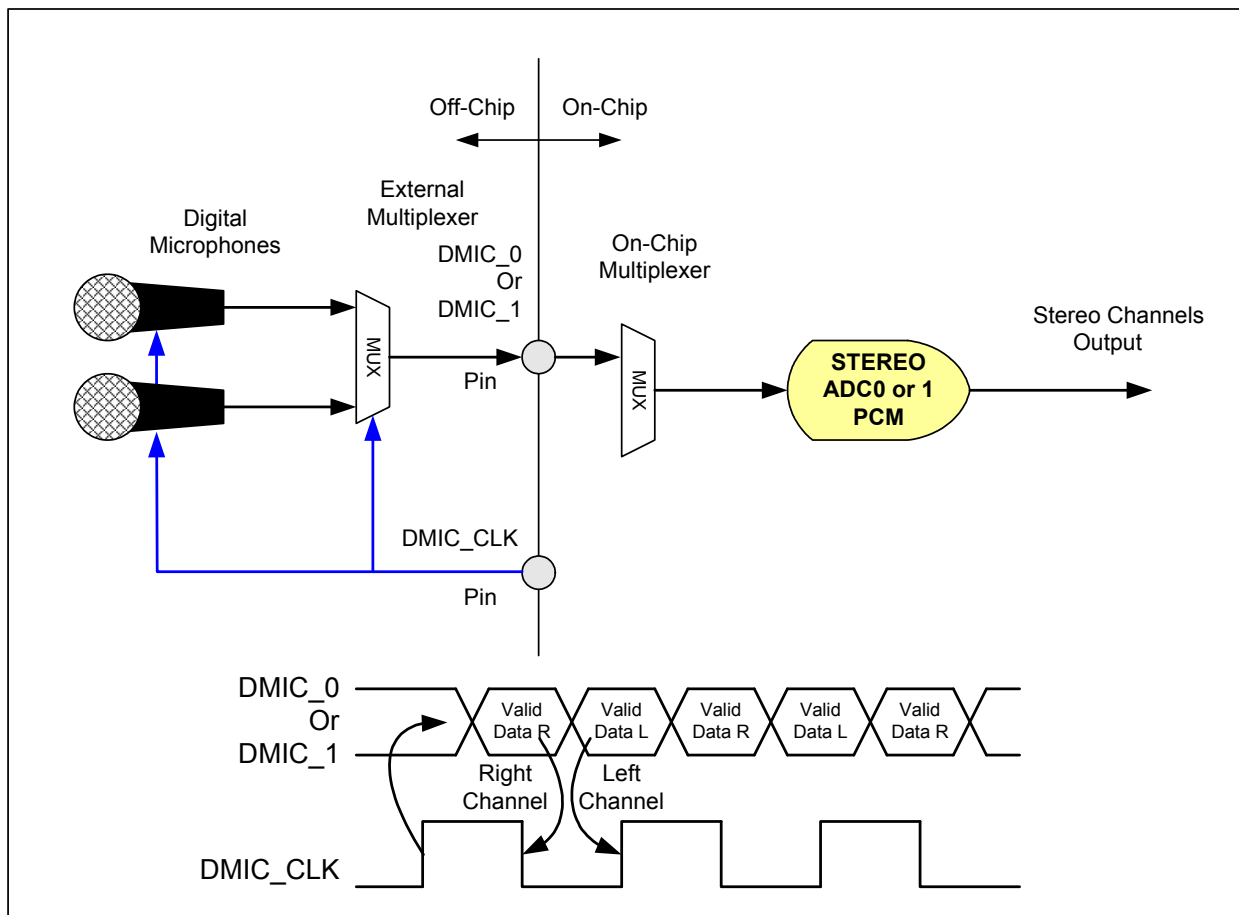 Off-Chip
On-Chip
External
Multiplexer
Digital
Microphones
DMIC_0
Or
DMIC_1
On-Chip
Multiplexer
Stereo Channels
Output
MUX
Pin
MUX
STEREO
ADC0 or 1
PCM
DMIC_CLK
Pin
DMIC_0
Or
DMIC_1
Valid
Data R
Valid
Data L
Valid
Data R
Valid
Data L
Valid
Data R
Right
Channel
Left
Channel
DMIC_CLK